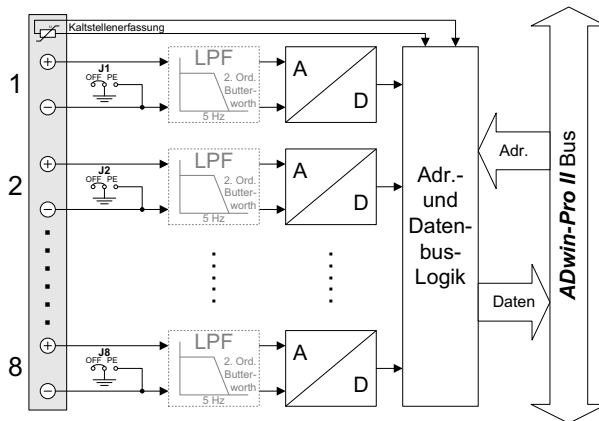 Kaltstellenerfassung
1
+
−
J1
OFF PE
LPF
2. Ord.
Butter-
worth
5 Hz
A
D
2
+
−
J2
OFF PE
LPF
2. Ord.
Butter-
worth
5 Hz
A
D
8
+
−
J8
OFF PE
LPF
2. Ord.
Butter-
worth
5 Hz
A
D
Adr.-
und
Daten-
bus-
Logik
Adr.
Daten
ADwin-Pro II Bus